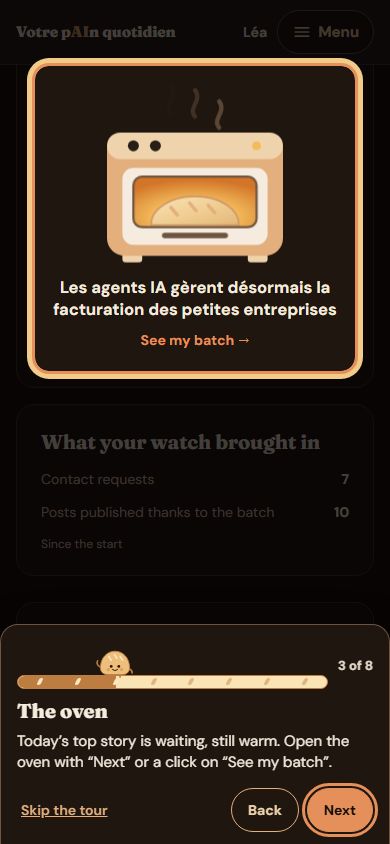 Votre pAIn quotidien
Léa
Menu
Les agents IA gèrent désormais la
facturation des petites entreprises
See my batch →
What your watch brought in
Contact requests 7
Posts published thanks to the watch 10
Since the start
3 of 8
The oven
Today’s top story is waiting, still warm. Open the
oven with “Next” or a click on “See my batch”.
Skip the tour
Back
Next